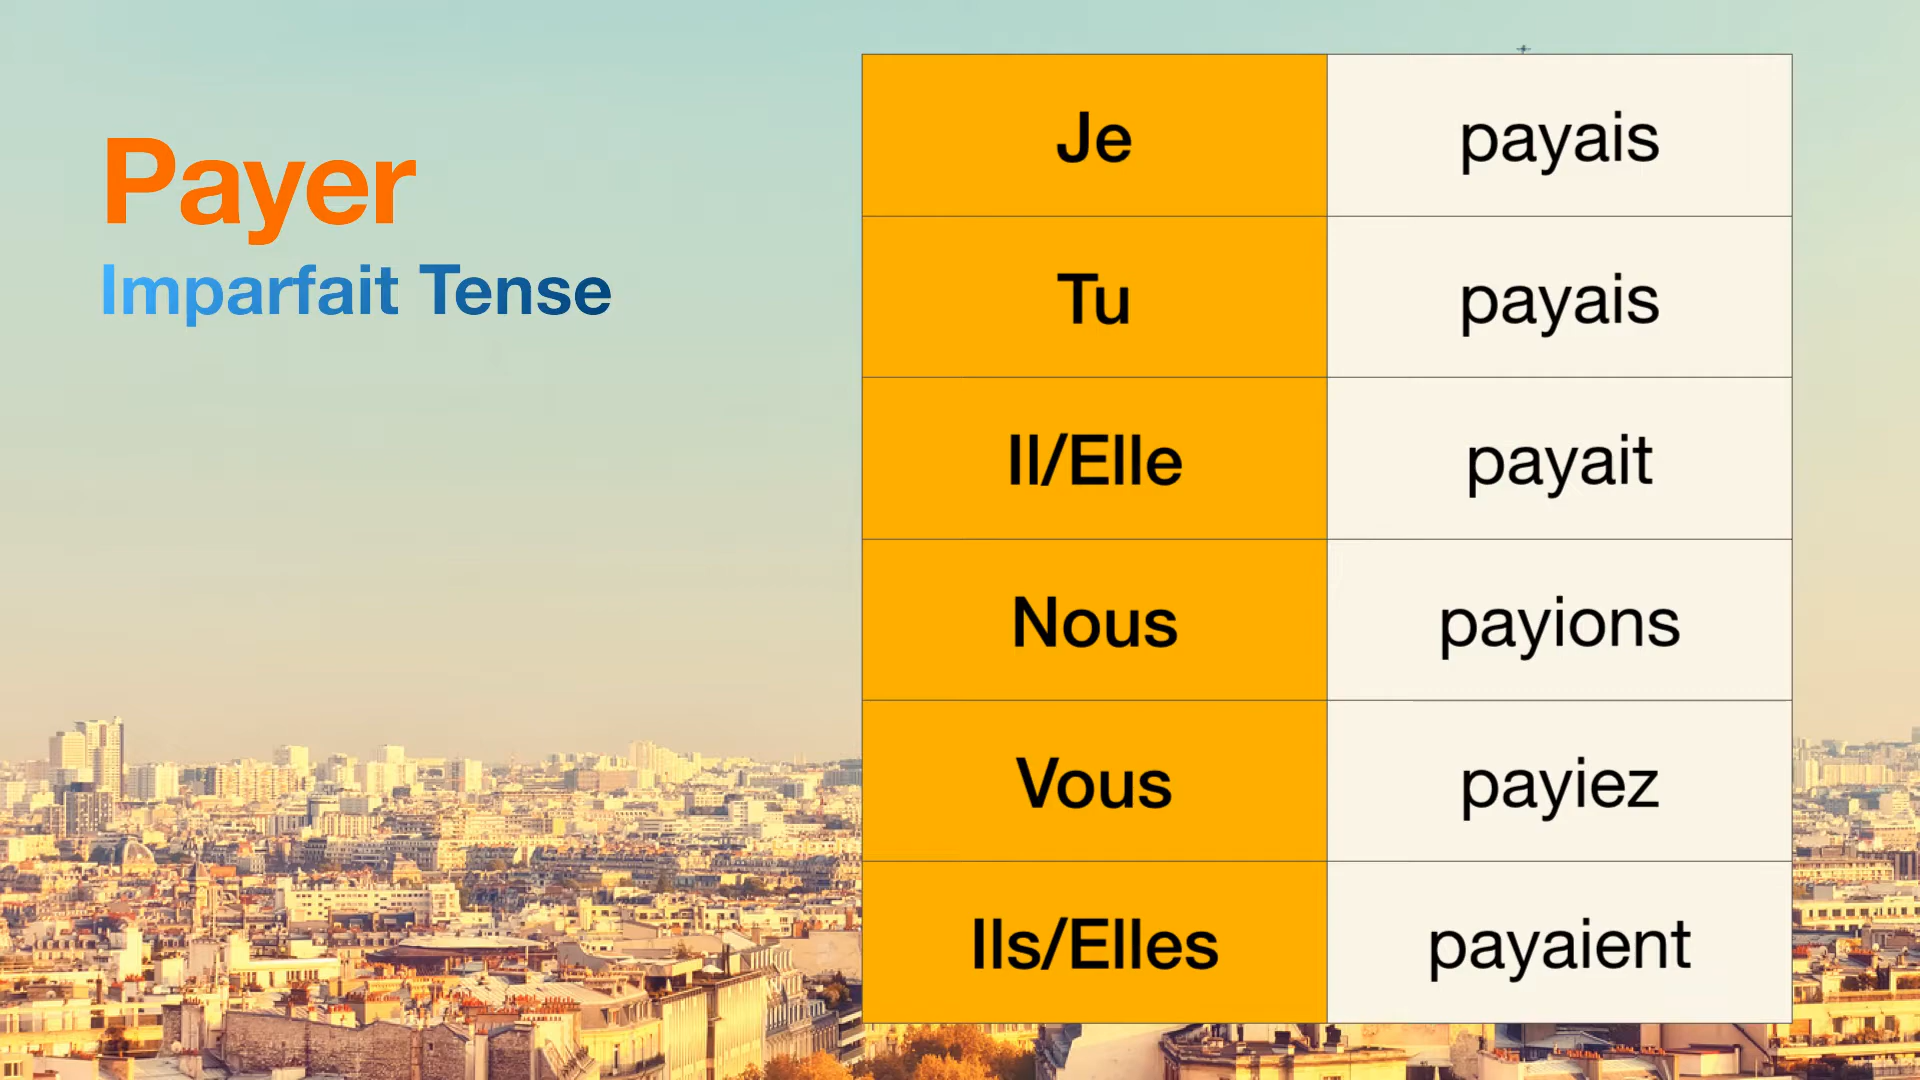 Payer
Imparfait Tense
Je payais
Tu payais
Il/Elle payait
Nous payions
Vous payiez
Ils/Elles payaient